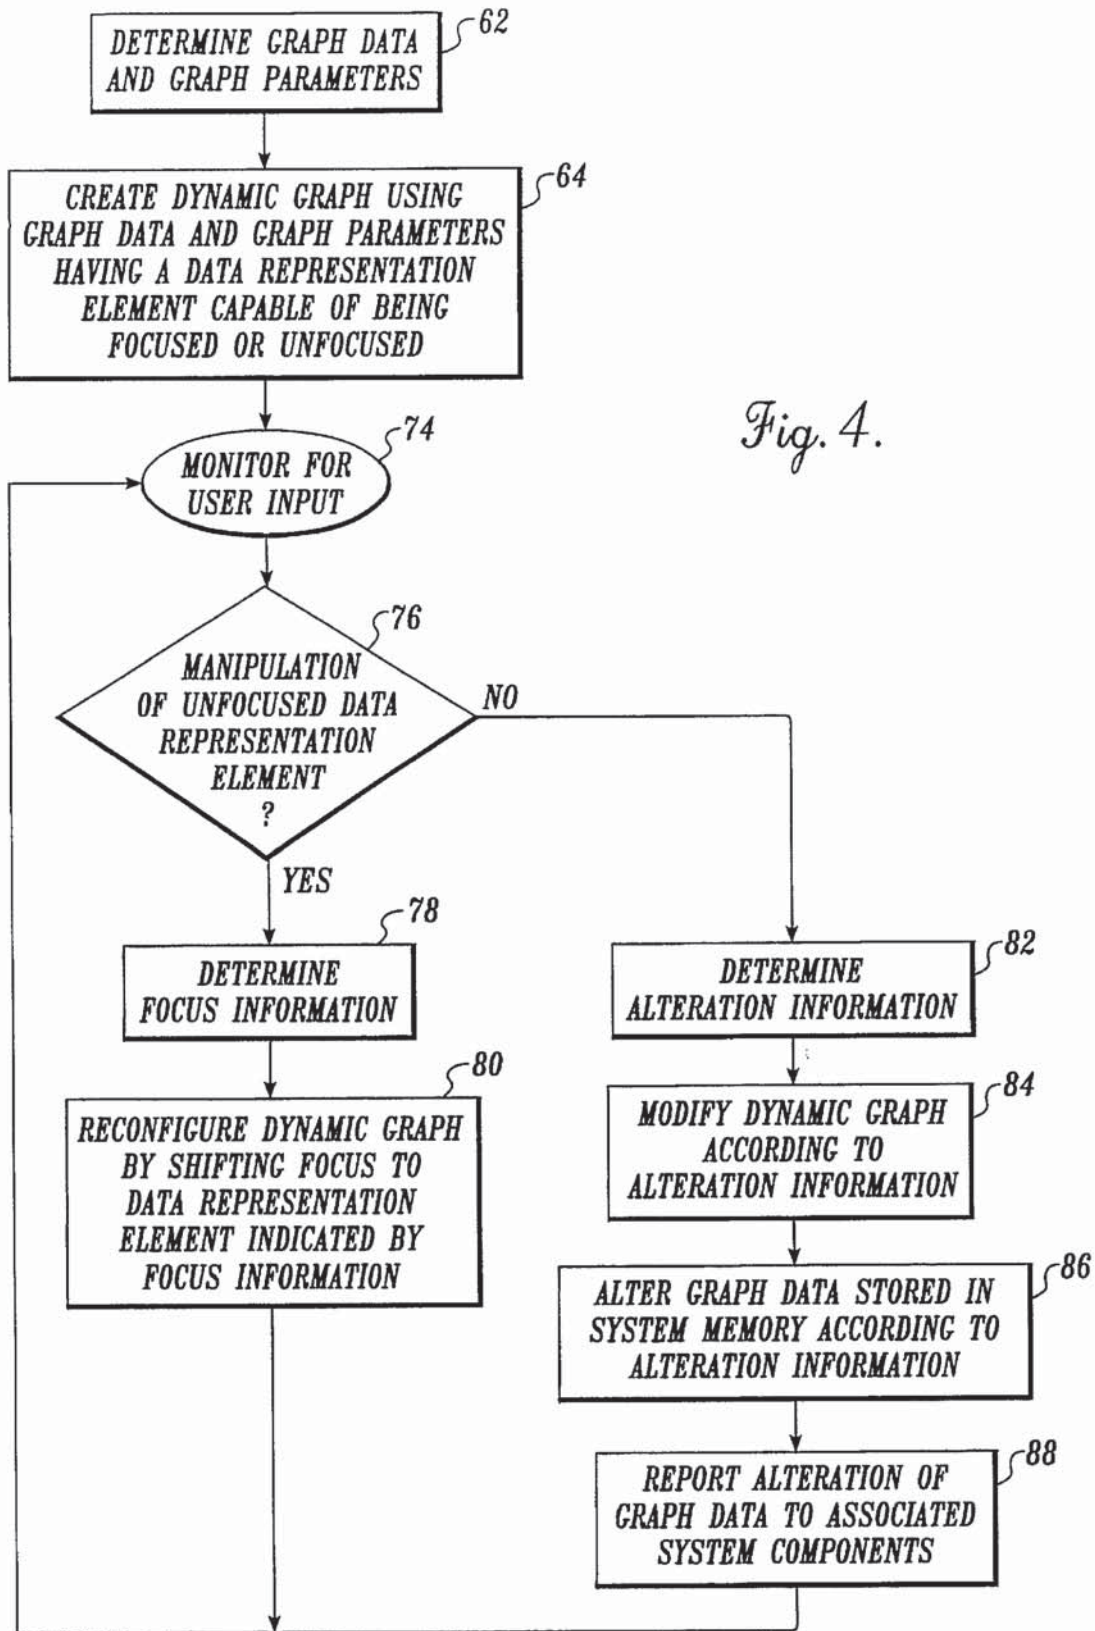 62
DETERMINE GRAPH DATA
AND GRAPH PARAMETERS
64
CREATE DYNAMIC GRAPH USING
GRAPH DATA AND GRAPH PARAMETERS
HAVING A DATA REPRESENTATION
ELEMENT CAPABLE OF BEING
FOCUSED OR UNFOCUSED
Fig. 4.
74
MONITOR FOR
USER INPUT
76
MANIPULATION
OF UNFOCUSED DATA
REPRESENTATION
ELEMENT
?
NO
YES
78
DETERMINE
FOCUS INFORMATION
80
RECONFIGURE DYNAMIC GRAPH
BY SHIFTING FOCUS TO
DATA REPRESENTATION
ELEMENT INDICATED BY
FOCUS INFORMATION
82
DETERMINE
ALTERATION INFORMATION
84
MODIFY DYNAMIC GRAPH
ACCORDING TO
ALTERATION INFORMATION
86
ALTER GRAPH DATA STORED IN
SYSTEM MEMORY ACCORDING TO
ALTERATION INFORMATION
88
REPORT ALTERATION OF
GRAPH DATA TO ASSOCIATED
SYSTEM COMPONENTS